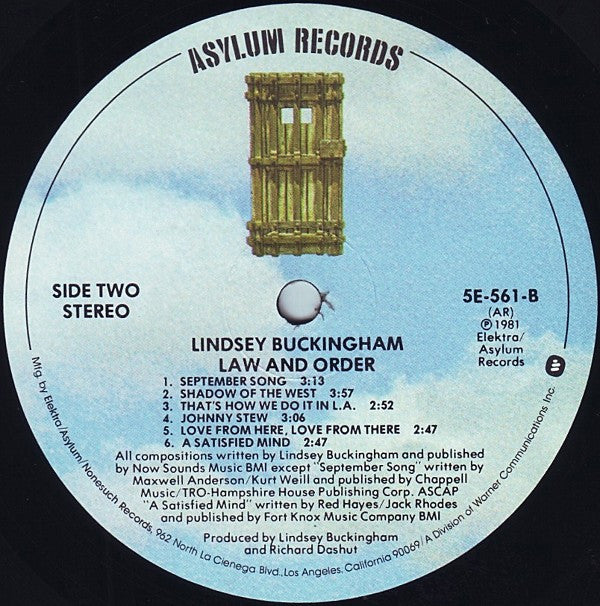 ASYLUM RECORDS
SIDE TWO
STEREO
5E-561-B
(AR)
Ⓟ 1981
Elektra/
Asylum
Records
LINDSEY BUCKINGHAM
LAW AND ORDER
1. SEPTEMBER SONG 3:13
2. SHADOW OF THE WEST 3:57
3. THAT'S HOW WE DO IT IN L.A. 2:52
4. JOHNNY STEW 3:06
5. LOVE FROM HERE, LOVE FROM THERE 2:47
6. A SATISFIED MIND 2:47
All compositions written by Lindsey Buckingham and published
by Now Sounds Music BMI except "September Song" written by
Maxwell Anderson/Kurt Weill and published by Chappell
Music/TRO-Hampshire House Publishing Corp. ASCAP
"A Satisfied Mind" written by Red Hayes/Jack Rhodes
and published by Fort Knox Music Company BMI
Produced by Lindsey Buckingham
and Richard Dashut
Mfg. by Elektra/Asylum/Nonesuch Records, 962 North La Cienega Blvd., Los Angeles, California 90069/A Division of Warner Communications Inc.